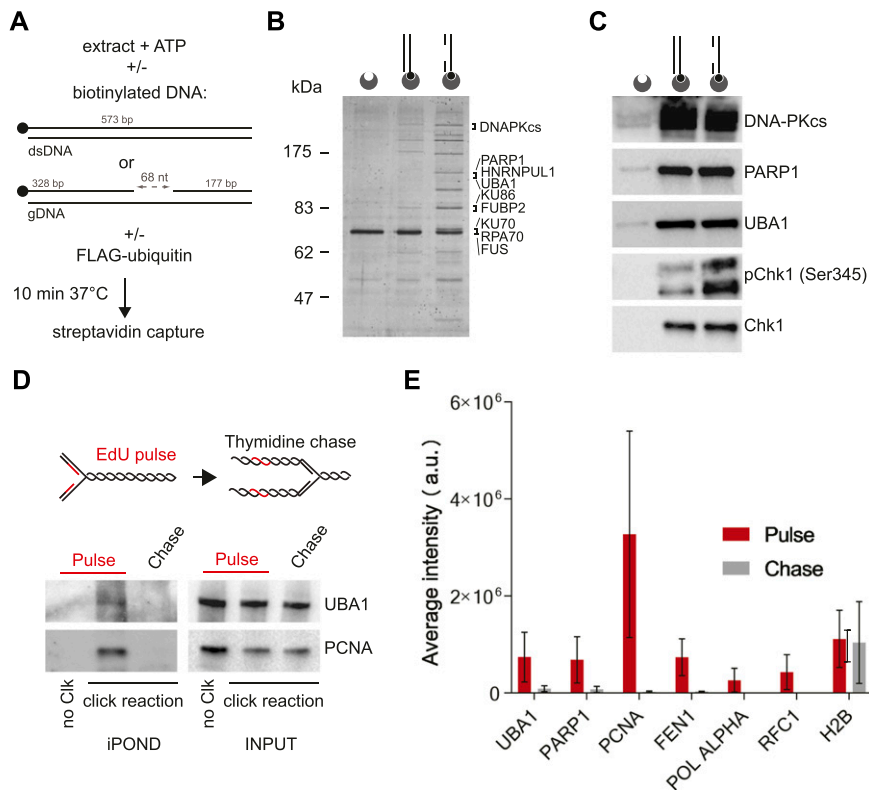 A
extract + ATP
+/-
biotinylated DNA:
573 bp
dsDNA
or
328 bp
68 nt
177 bp
gDNA
+/-
FLAG-ubiquitin
10 min 37°C
streptavidin capture
B
kDa
175
83
62
47
DNAPKcs
PARP1
HNRNPUL1
UBA1
KU86
FUBP2
KU70
RPA70
FUS
C
DNA-PKcs
PARP1
UBA1
pChk1 (Ser345)
Chk1
D
EdU pulse
Thymidine chase
Pulse
Chase
Pulse
Chase
UBA1
PCNA
no Clk
click reaction
no Clk
click reaction
iPOND
INPUT
E
Average intensity (a.u.)
6×10⁶
4×10⁶
2×10⁶
0
Pulse
Chase
UBA1
PARP1
PCNA
FEN1
POL ALPHA
RFC1
H2B